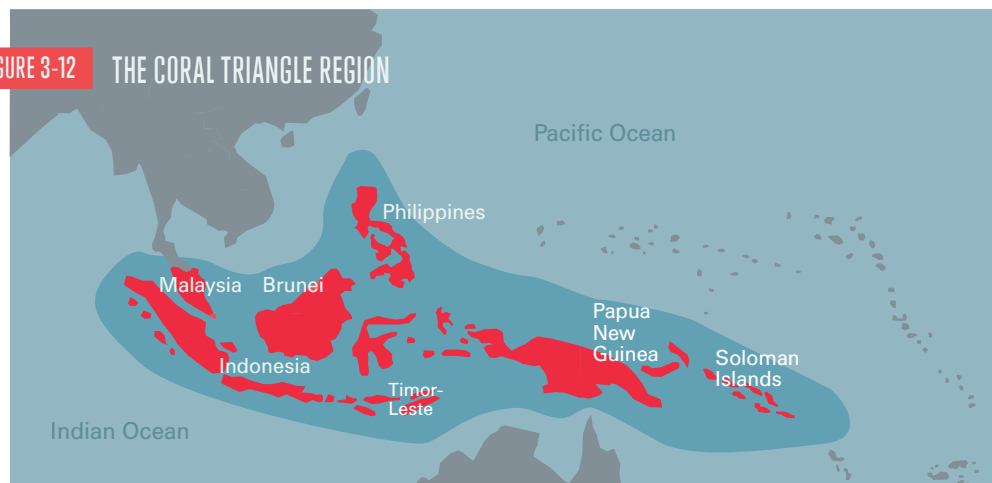 GURE 3-12 THE CORAL TRIANGLE REGION
Pacific Ocean
Philippines
Malaysia Brunei
Papua
New
Guinea
Soloman
Islands
Indonesia
Timor-
Leste
Indian Ocean